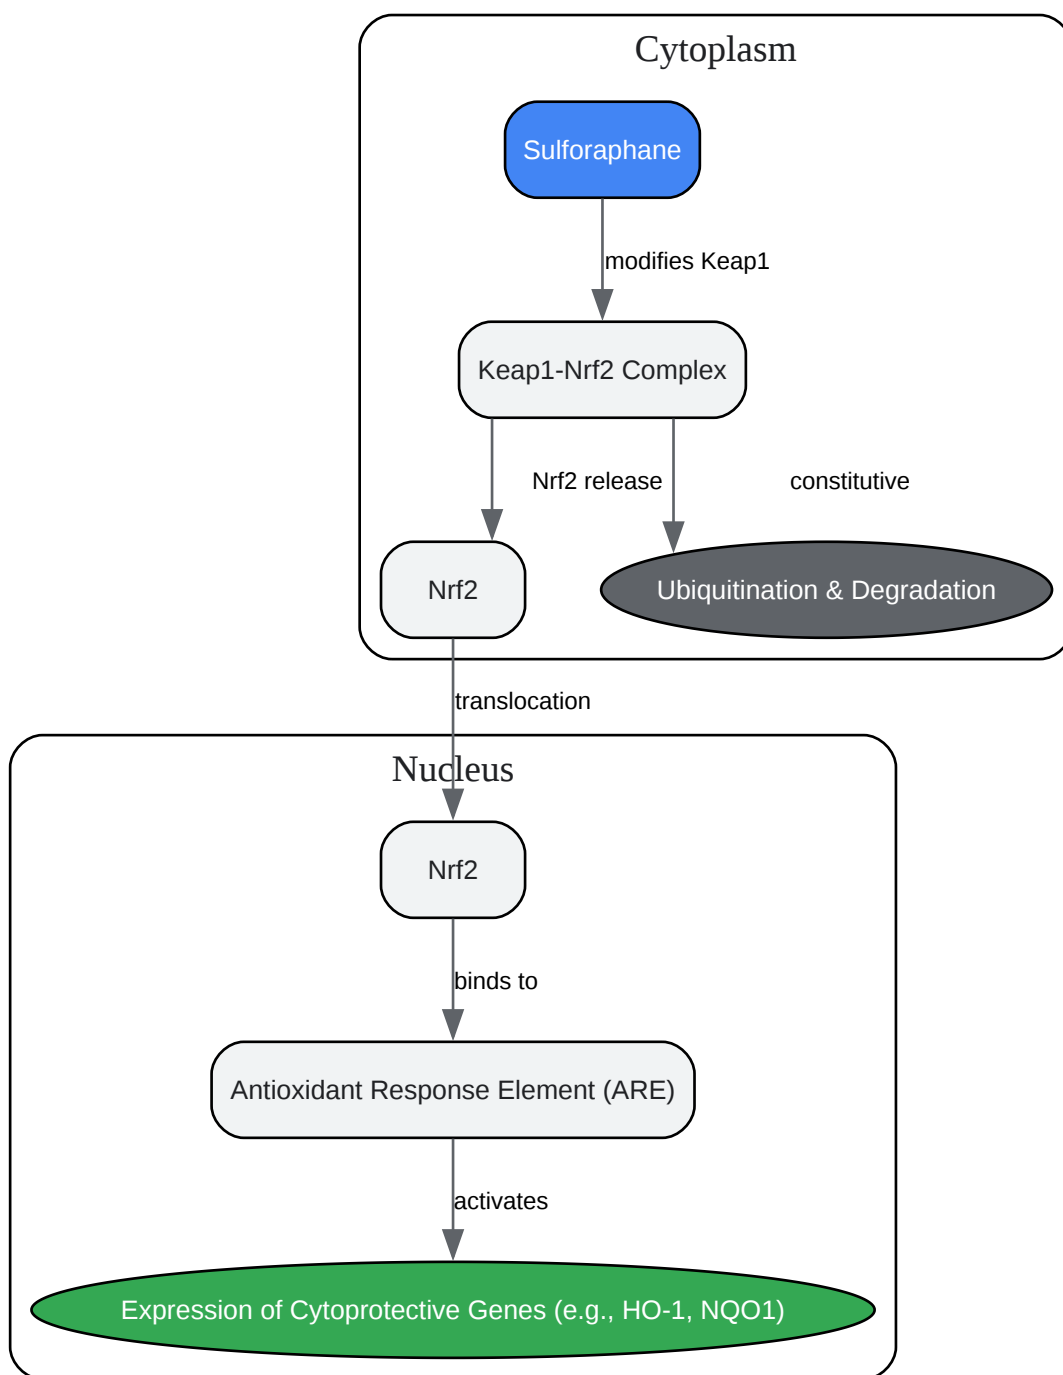 Cytoplasm
Sulforaphane
modifies Keap1
Keap1-Nrf2 Complex
Nrf2 release
constitutive
Nrf2
Ubiquitination & Degradation
translocation
Nucleus
Nrf2
binds to
Antioxidant Response Element (ARE)
activates
Expression of Cytoprotective Genes (e.g., HO-1, NQO1)